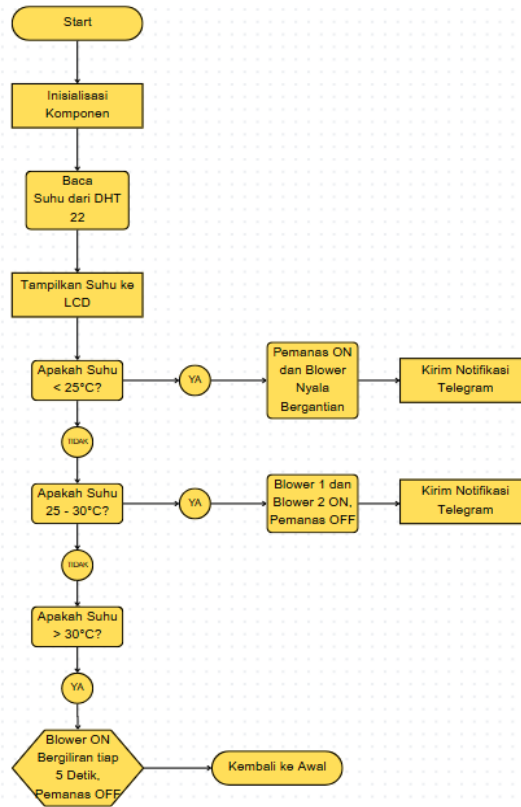 Start
Inisialisasi
Komponen
Baca
Suhu dari DHT
22
Tampilkan Suhu ke
LCD
Apakah Suhu
< 25°C?
YA
Pemanas ON
dan Blower
Nyala
Bergantian
Kirim Notifikasi
Telegram
TIDAK
Apakah Suhu
25 - 30°C?
YA
Blower 1 dan
Blower 2 ON,
Pemanas OFF
Kirim Notifikasi
Telegram
TIDAK
Apakah Suhu
> 30°C?
YA
Blower ON
Bergiliran tiap
5 Detik,
Pemanas OFF
Kembali ke Awal